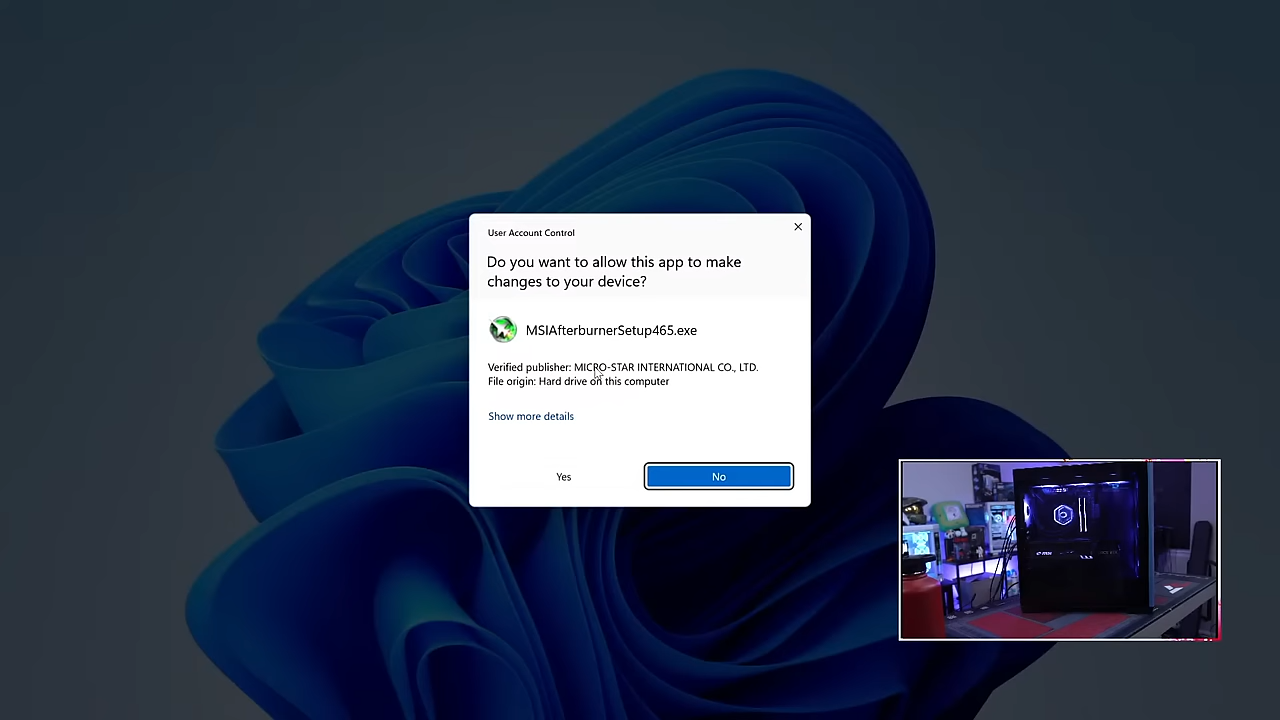 User Account Control
Do you want to allow this app to make
changes to your device?
MSIAfterburnerSetup465.exe
Verified publisher: MICRO-STAR INTERNATIONAL CO., LTD.
File origin: Hard drive on this computer
Show more details
Yes
No